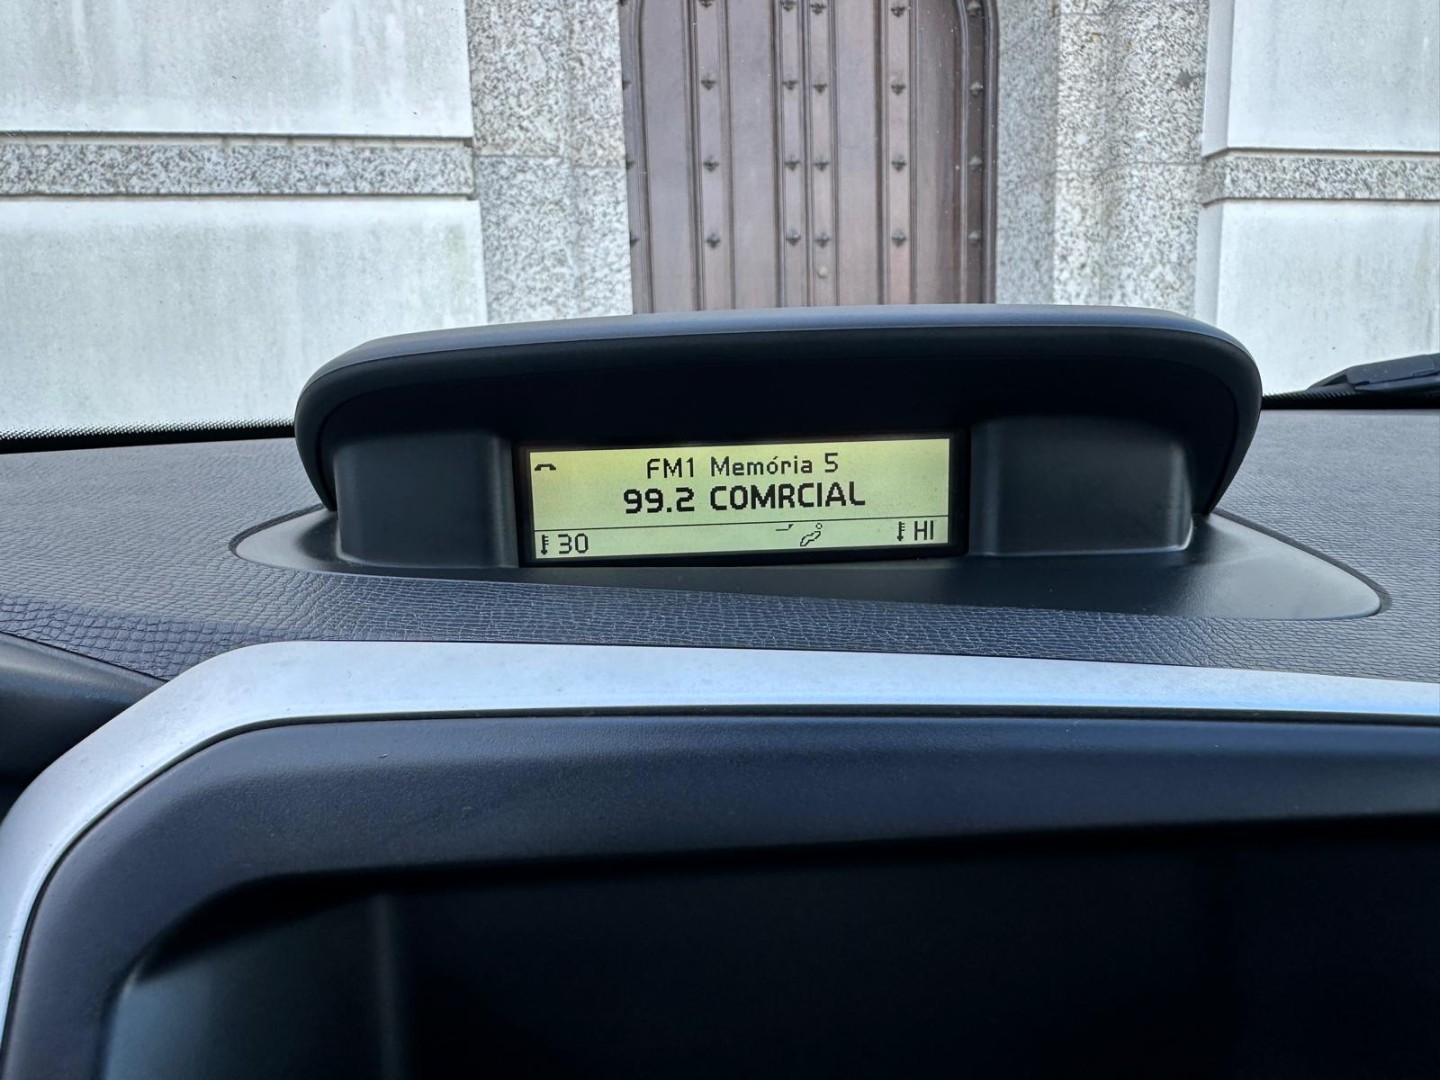 FM1 Memória 5
99.2 COMRCIAL
30 HI